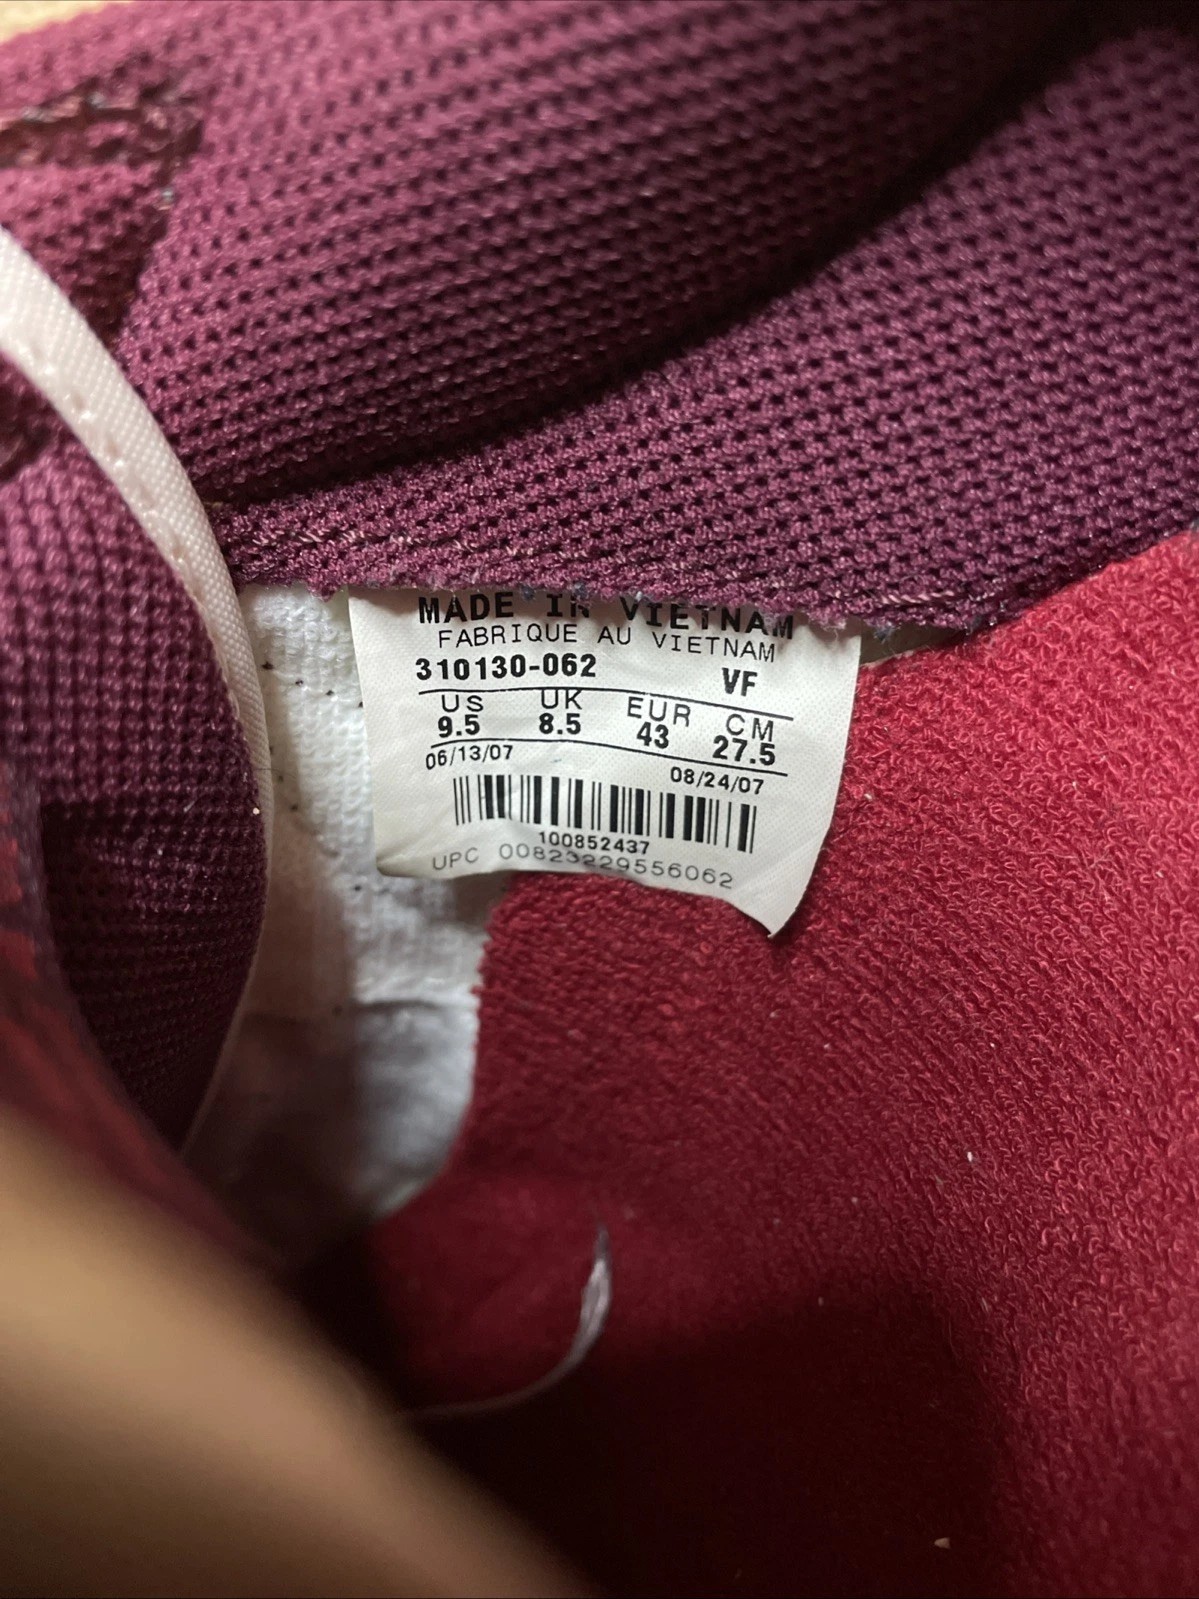 MADE IN VIETNAM
FABRIQUE AU VIETNAM
310130-062 VF
US UK EUR CM
9.5 8.5 43 27.5
06/13/07 08/24/07
100852437
UPC 00823229556062